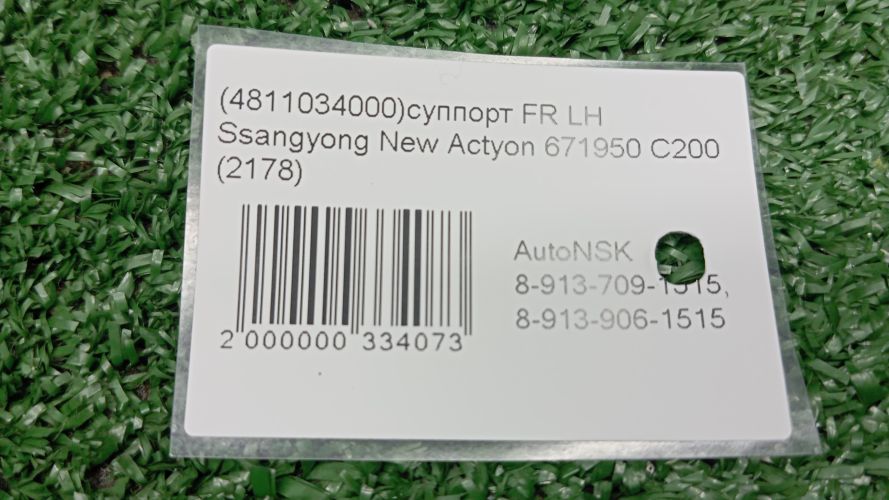 (4811034000)суппорт FR LH
Ssangyong New Actyon 671950 C200
(2178)
AutoNSK
8-913-709-1515,
8-913-906-1515
2 000000 334073